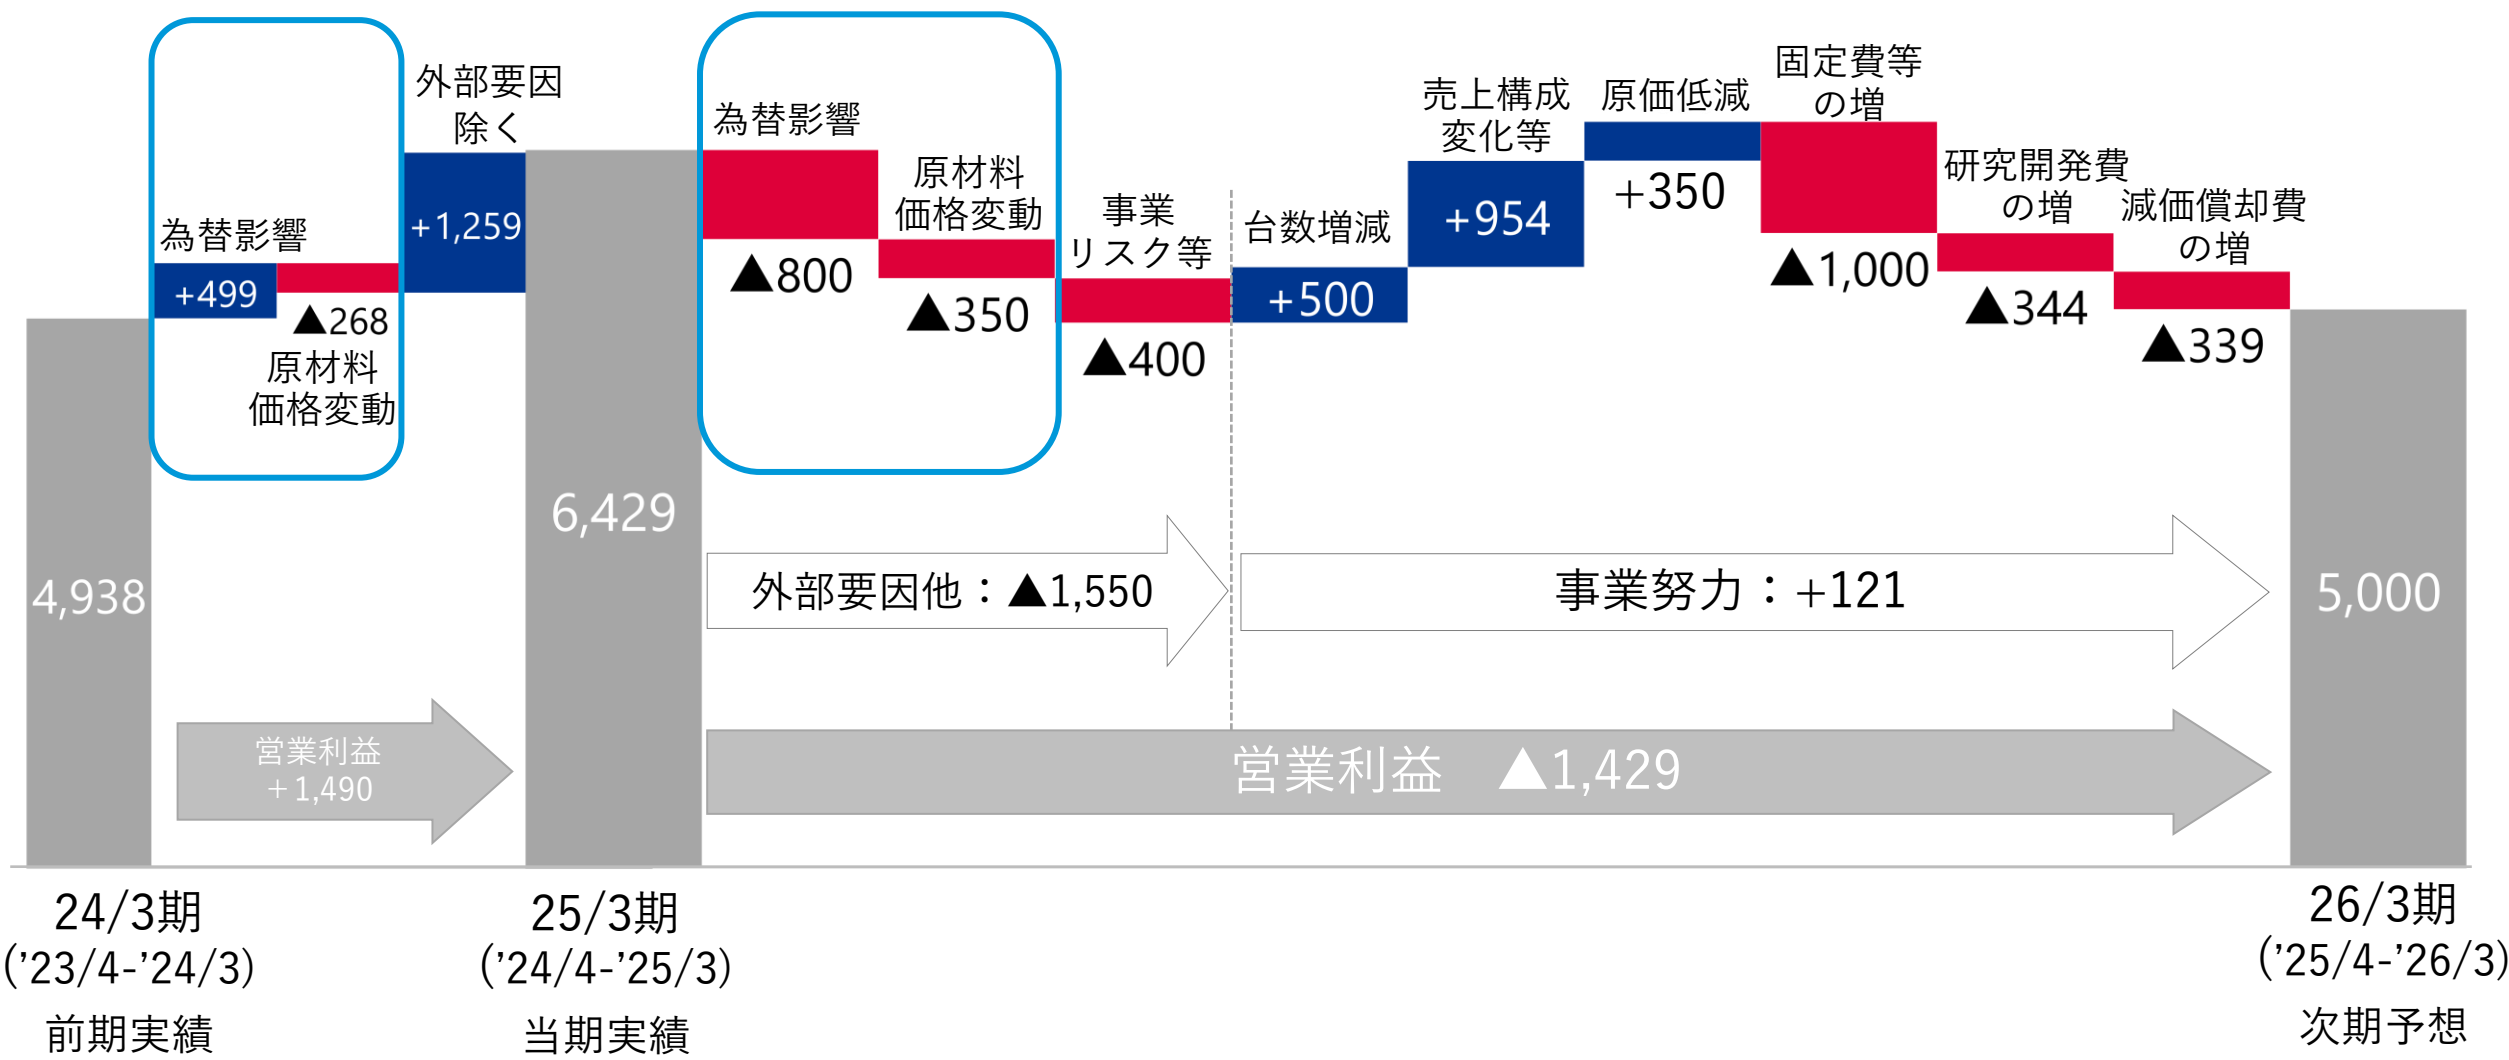 為替影響
+499
▲268
原材料
価格変動
外部要因
除く
+1,259
為替影響
▲800
原材料
価格変動
▲350
事業
リスク等
▲400
台数増減
+500
売上構成
変化等
+954
原価低減
+350
固定費等
の増
▲1,000
研究開発費
の増
▲344
減価償却費
の増
▲339
4,938
6,429
5,000
外部要因他：▲1,550
事業努力：+121
営業利益
+1,490
営業利益 ▲1,429
24/3期
('23/4-'24/3)
前期実績
25/3期
('24/4-'25/3)
当期実績
26/3期
('25/4-'26/3)
次期予想